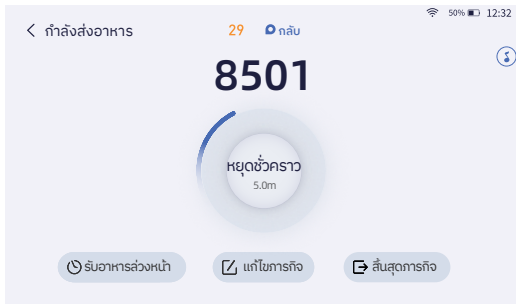 50% 12:32
กำลังส่งอาหาร 29 กลับ
8501
หยุดชั่วคราว
5.0m
รับอาหารล่วงหน้า แก้ไขภารกิจ สิ้นสุดภารกิจ